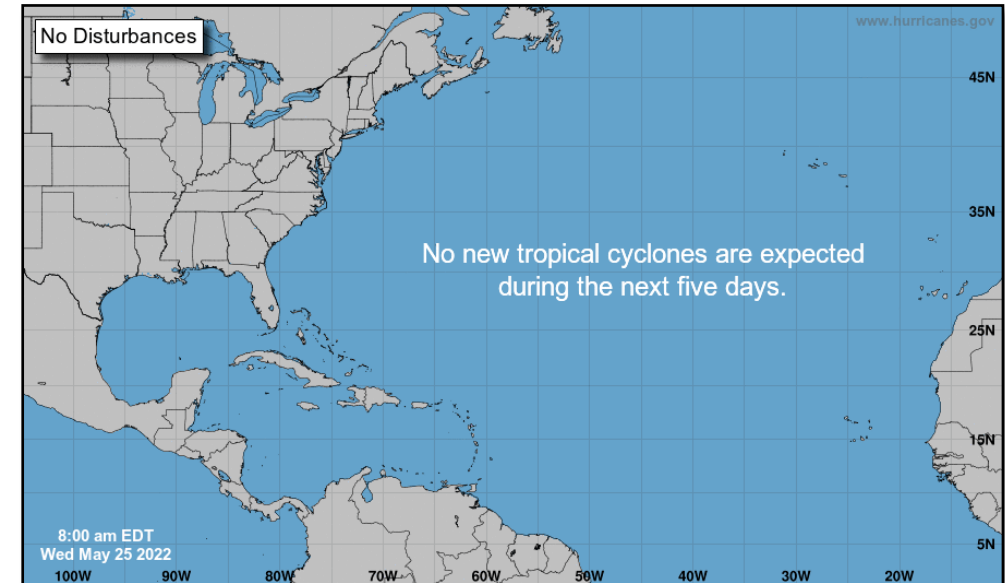 No Disturbances
www.hurricanes.gov
45N
35N
No new tropical cyclones are expected
during the next five days.
25N
15N
8:00 am EDT
Wed May 25 2022
5N
100W 90W 80W 70W 60W 50W 40W 30W 20W